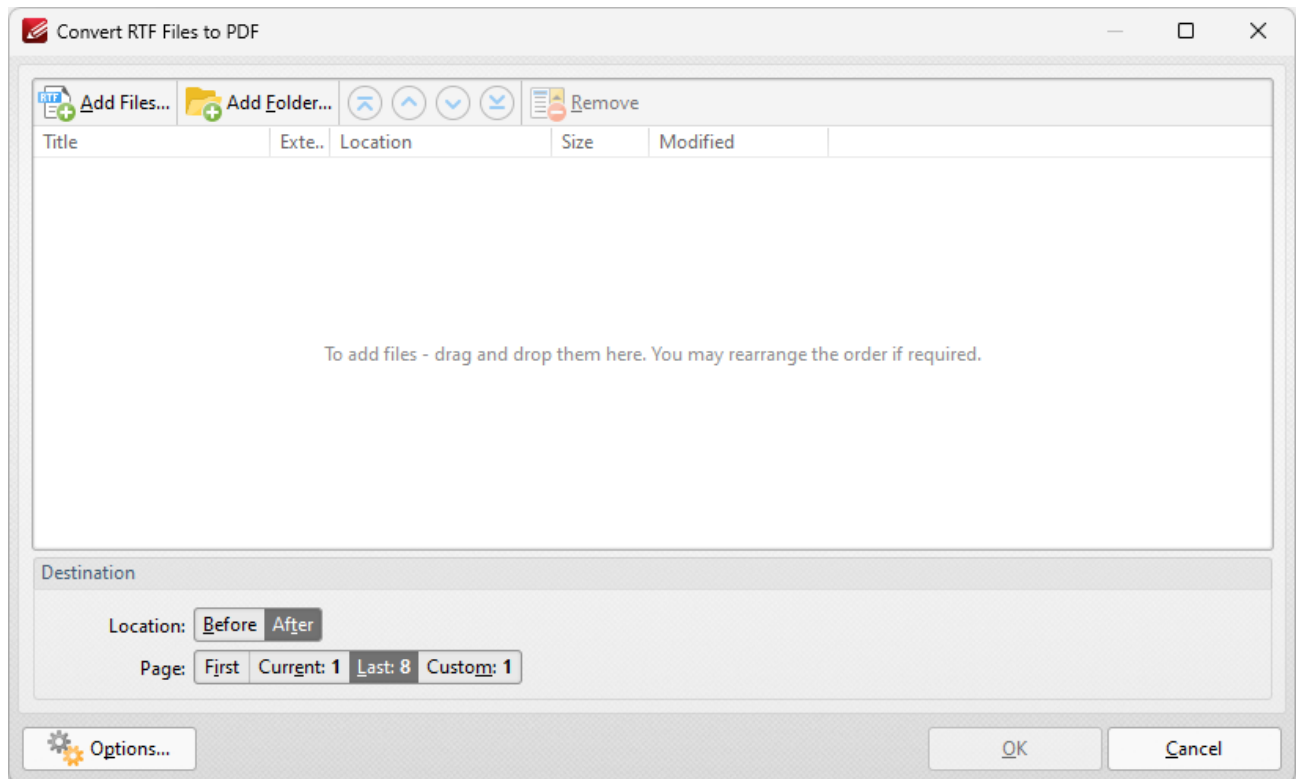 Convert RTF Files to PDF
RTF Add Files... Add Folder... Remove
Title Exte.. Location Size Modified
To add files - drag and drop them here. You may rearrange the order if required.
Destination
Location: Before After
Page: First Current: 1 Last: 8 Custom: 1
Options... OK Cancel